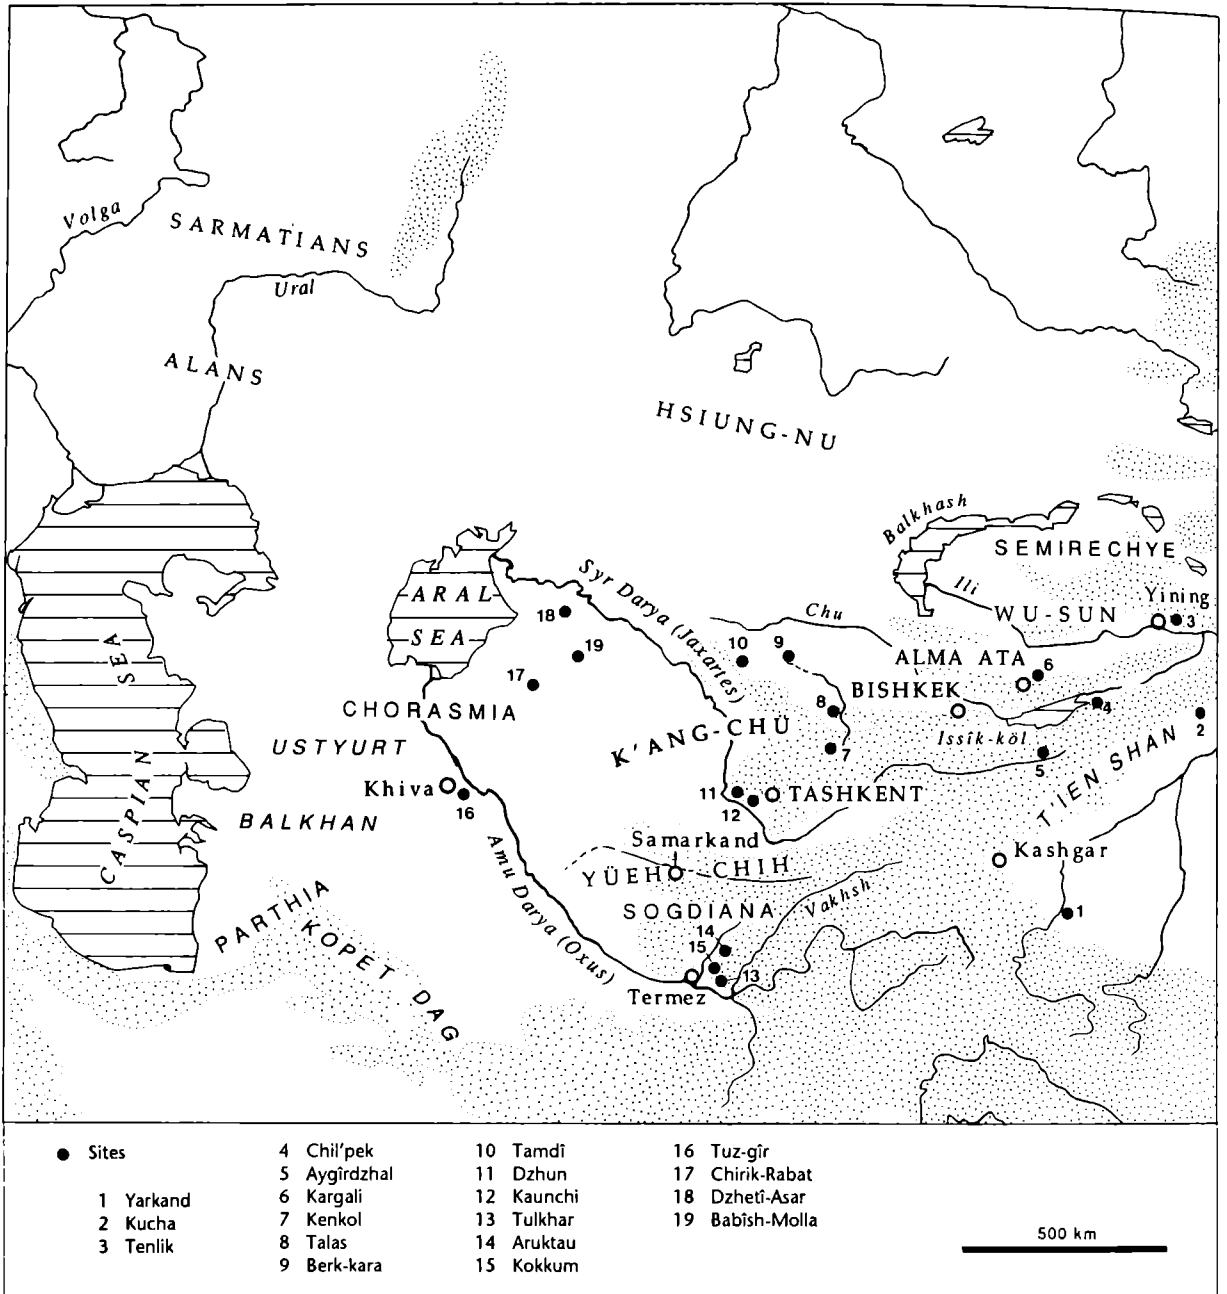 Volga
SARMATIANS
Ural
ALANS
HSIUNG-NU
Balkhash
SEMIRECHYE
Ili
Yining
3
WU-SUN
Syr Darya (Jaxartes)
Chu
ARAL
SEA
18
19
17
10
9
ALMA ATA
6
BISHKEK
8
4
2
CHORASMIA
K'ANG-CHÜ
7
Issîk-köl
5
TIEN SHAN
USTYURT
CASPIAN SEA
Khiva
16
11
12
TASHKENT
BALKHAN
Amu Darya (Oxus)
Samarkand
Kashgar
YÜEH CHIH
PARTHIA
SOGDIANA
Vakhsh
1
KOPET DAG
14
15
13
Termez
Sites
1 Yarkand
2 Kucha
3 Tenlik
4 Chil'pek
5 Aygîrdzhal
6 Kargali
7 Kenkol
8 Talas
9 Berk-kara
10 Tamdî
11 Dzhun
12 Kaunchi
13 Tulkhar
14 Aruktau
15 Kokkum
16 Tuz-gîr
17 Chirik-Rabat
18 Dzhetî-Asar
19 Babîsh-Molla
500 km